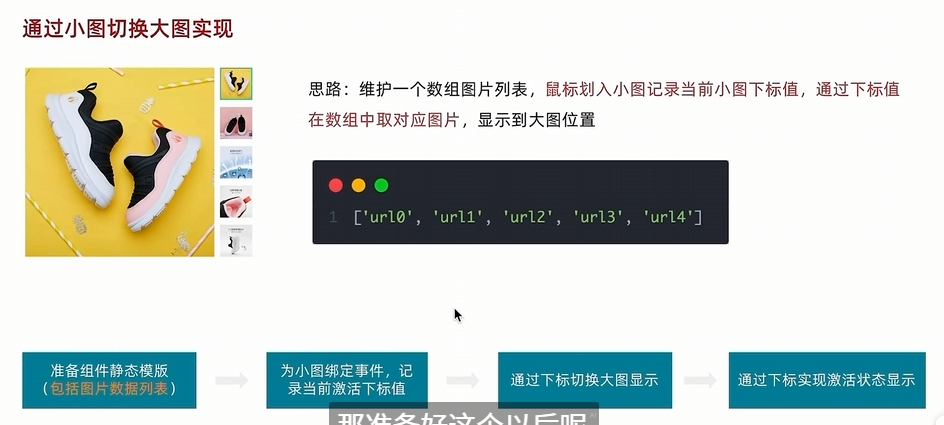 通过小图切换大图实现
思路：维护一个数组图片列表，鼠标划入小图记录当前小图下标值，通过下标值
在数组中取对应图片，显示到大图位置
1 ['url0', 'url1', 'url2', 'url3', 'url4']
准备组件静态模版
（包括图片数据列表）
为小图绑定事件，记
录当前激活下标值
通过下标切换大图显示
通过下标实现激活状态显示
那准备好这个以后呢